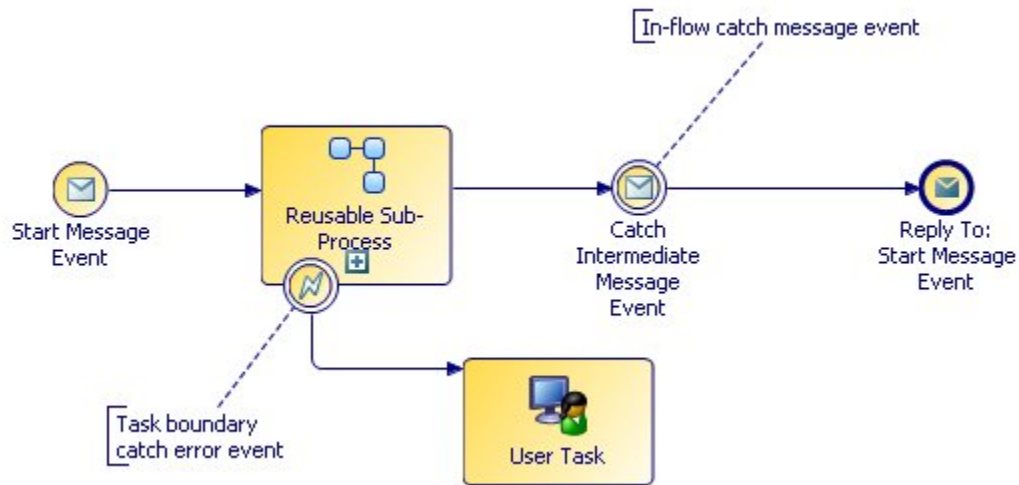 In-flow catch message event
Start Message
Event
Reusable Sub-
Process
Catch
Intermediate
Message
Event
Reply To:
Start Message
Event
Task boundary
catch error event
User Task